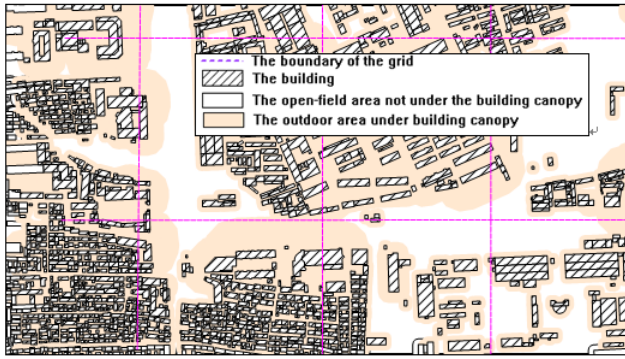 The boundary of the grid
The building
The open-field area not under the building canopy
The outdoor area under building canopy